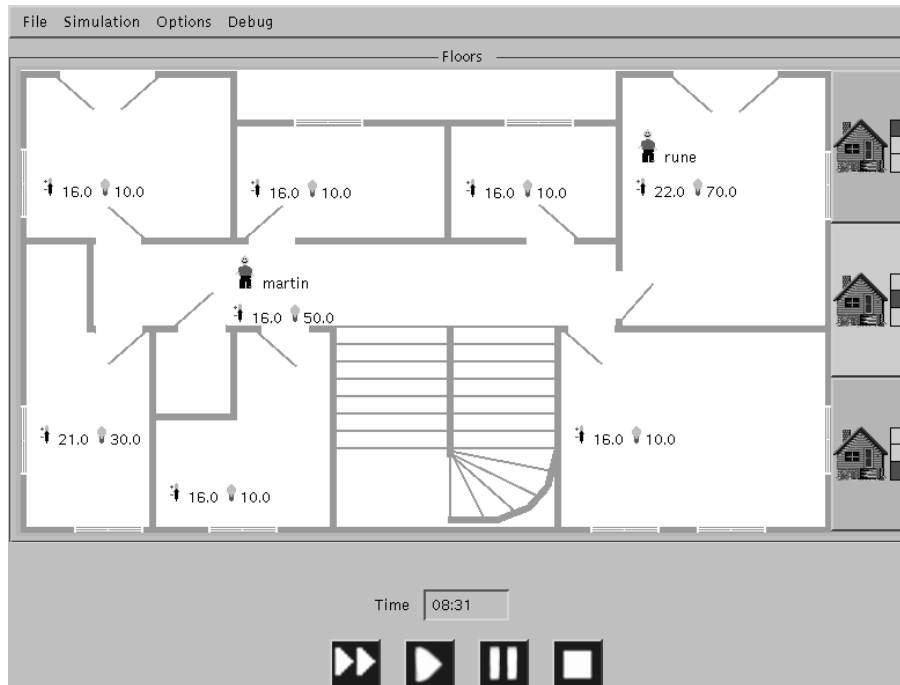 File Simulation Options Debug
Floors
rune
16.0 10.0 16.0 10.0 16.0 10.0 22.0 70.0
martin
16.0 50.0
21.0 30.0 16.0 10.0
16.0 10.0
Time 08:31